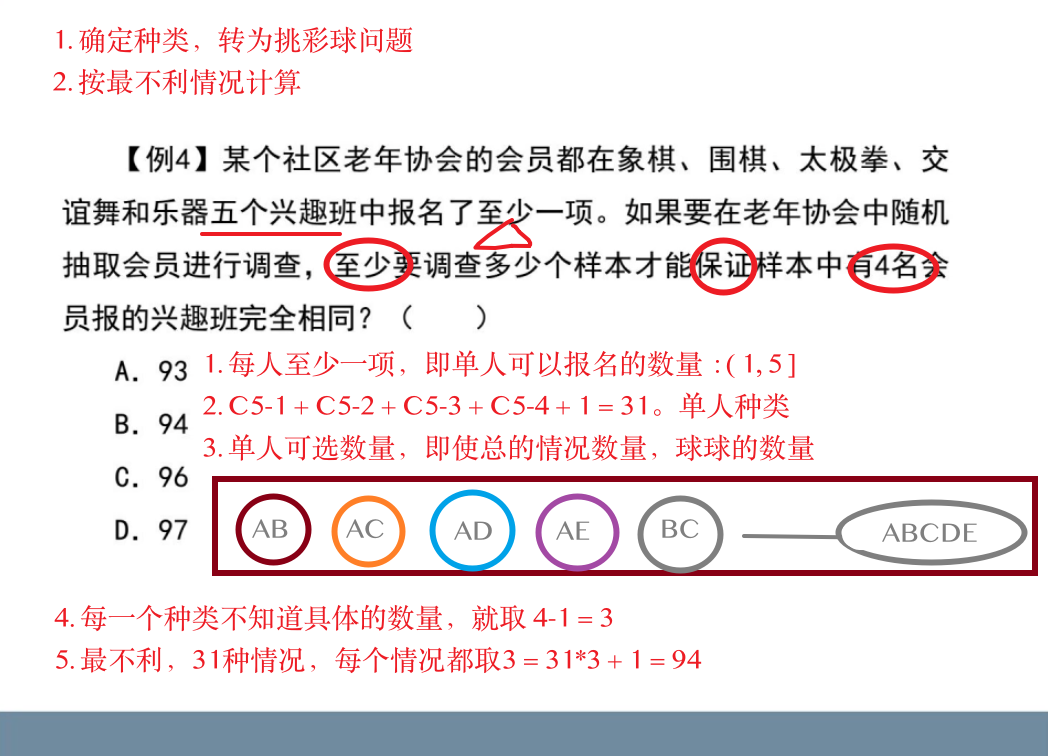 1. 确定种类，转为挑彩球问题
2. 按最不利情况计算
【例4】某个社区老年协会的会员都在象棋、围棋、太极拳、交
谊舞和乐器五个兴趣班中报名了至少一项。如果要在老年协会中随机
抽取会员进行调查，至少要调查多少个样本才能保证样本中有4名会
员报的兴趣班完全相同？（　　）
A. 93
1. 每人至少一项，即单人可以报名的数量 :( 1, 5 ]
B. 94
2. C5-1 + C5-2 + C5-3 + C5-4 + 1 = 31。单人种类
3. 单人可选数量，即使总的情况数量，球球的数量
C. 96
D. 97
AB AC AD AE BC ABCDE
4. 每一个种类不知道具体的数量，就取 4-1 = 3
5. 最不利，31种情况，每个情况都取3 = 31*3 + 1 = 94